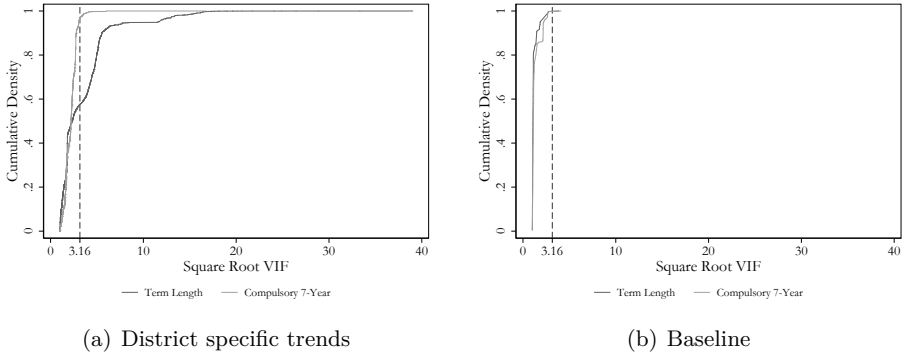 Cumulative Density
0 .2 .4 .6 .8 1
0 3.16 10 20 30 40
Square Root VIF
Term Length Compulsory 7-Year
(a) District specific trends
Cumulative Density
0 .2 .4 .6 .8 1
0 3.16 10 20 30 40
Square Root VIF
Term Length Compulsory 7-Year
(b) Baseline